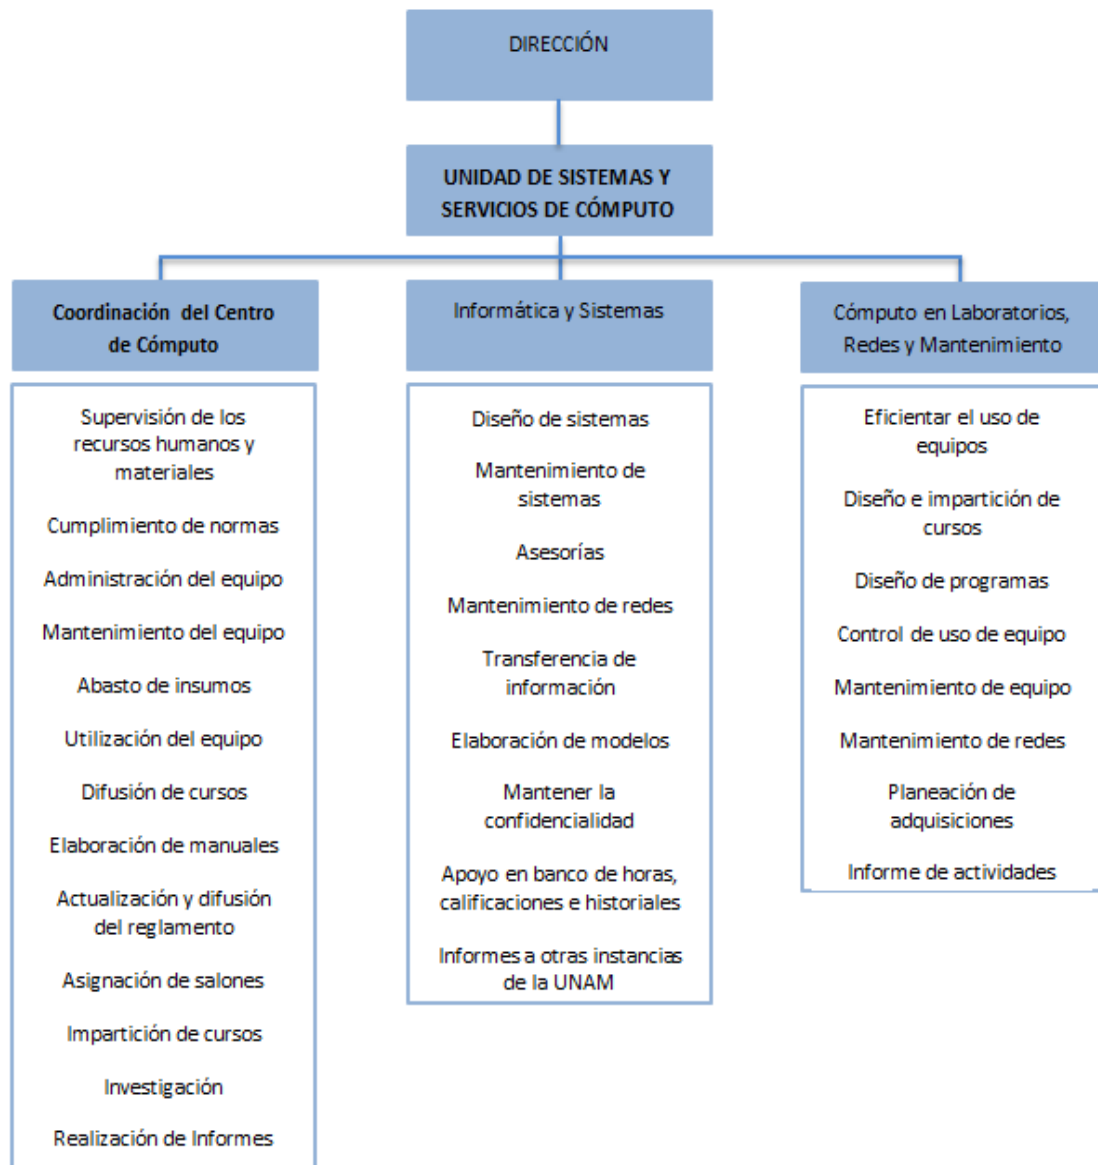 DIRECCIÓN
UNIDAD DE SISTEMAS Y
SERVICIOS DE CÓMPUTO
Coordinación del Centro
de Cómputo
Supervisión de los
recursos humanos y
materiales
Cumplimiento de normas
Administración del equipo
Mantenimiento del equipo
Abasto de insumos
Utilización del equipo
Difusión de cursos
Elaboración de manuales
Actualización y difusión
del reglamento
Asignación de salones
Impartición de cursos
Investigación
Realización de Informes
Informática y Sistemas
Diseño de sistemas
Mantenimiento de
sistemas
Asesorías
Mantenimiento de redes
Transferencia de
información
Elaboración de modelos
Mantener la
confidencialidad
Apoyo en banco de horas,
calificaciones e historiales
Informes a otras instancias
de la UNAM
Cómputo en Laboratorios,
Redes y Mantenimiento
Eficientar el uso de
equipos
Diseño e impartición de
cursos
Diseño de programas
Control de uso de equipo
Mantenimiento de equipo
Mantenimiento de redes
Planeación de
adquisiciones
Informe de actividades